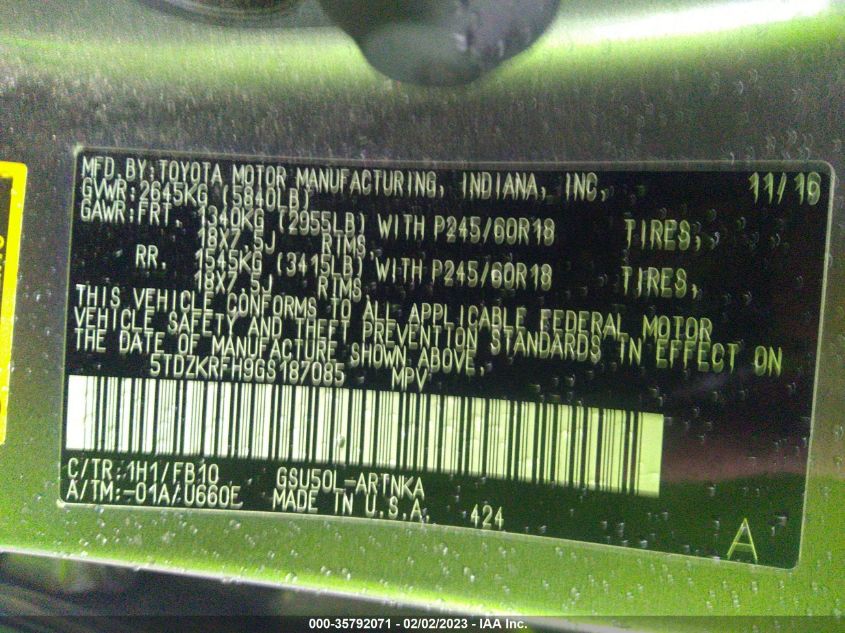 MFD.BY:TOYOTA MOTOR MANUFACTURING, INDIANA, INC. 11/16
GVWR:2645KG (5840LB)
GAWR:FRT. 1340KG (2955LB) WITH P245/60R18 TIRES,
18X7.5J RIMS,
RR. 1545KG (3415LB) WITH P245/60R18 TIRES,
18X7.5J RIMS
THIS VEHICLE CONFORMS TO ALL APPLICABLE FEDERAL MOTOR
VEHICLE SAFETY AND THEFT PREVENTION STANDARDS IN EFFECT ON
THE DATE OF MANUFACTURE SHOWN ABOVE.
5TDZKRFH9GS187085 MPV
C/TR:1H1/FB10 GSU50L-ARTNKA
A/TM:-01A/U660E MADE IN U.S.A. 424
A
000-35792071 — 02/02/2023 — IAA Inc.